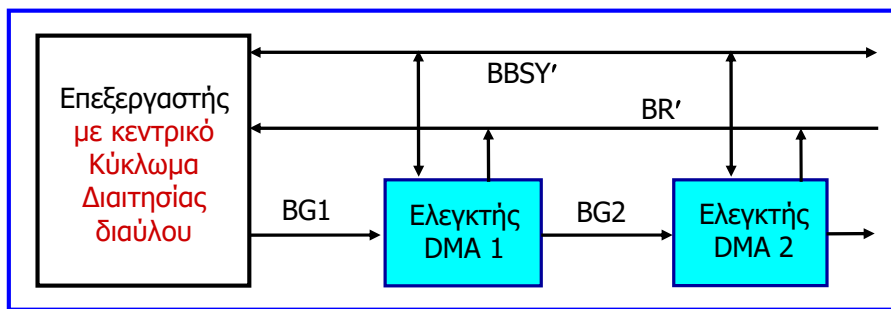 Επεξεργαστής
με κεντρικό
Κύκλωμα
Διαιτησίας
διαύλου
BBSY′
BR′
BG1
Ελεγκτής
DMA 1
BG2
Ελεγκτής
DMA 2